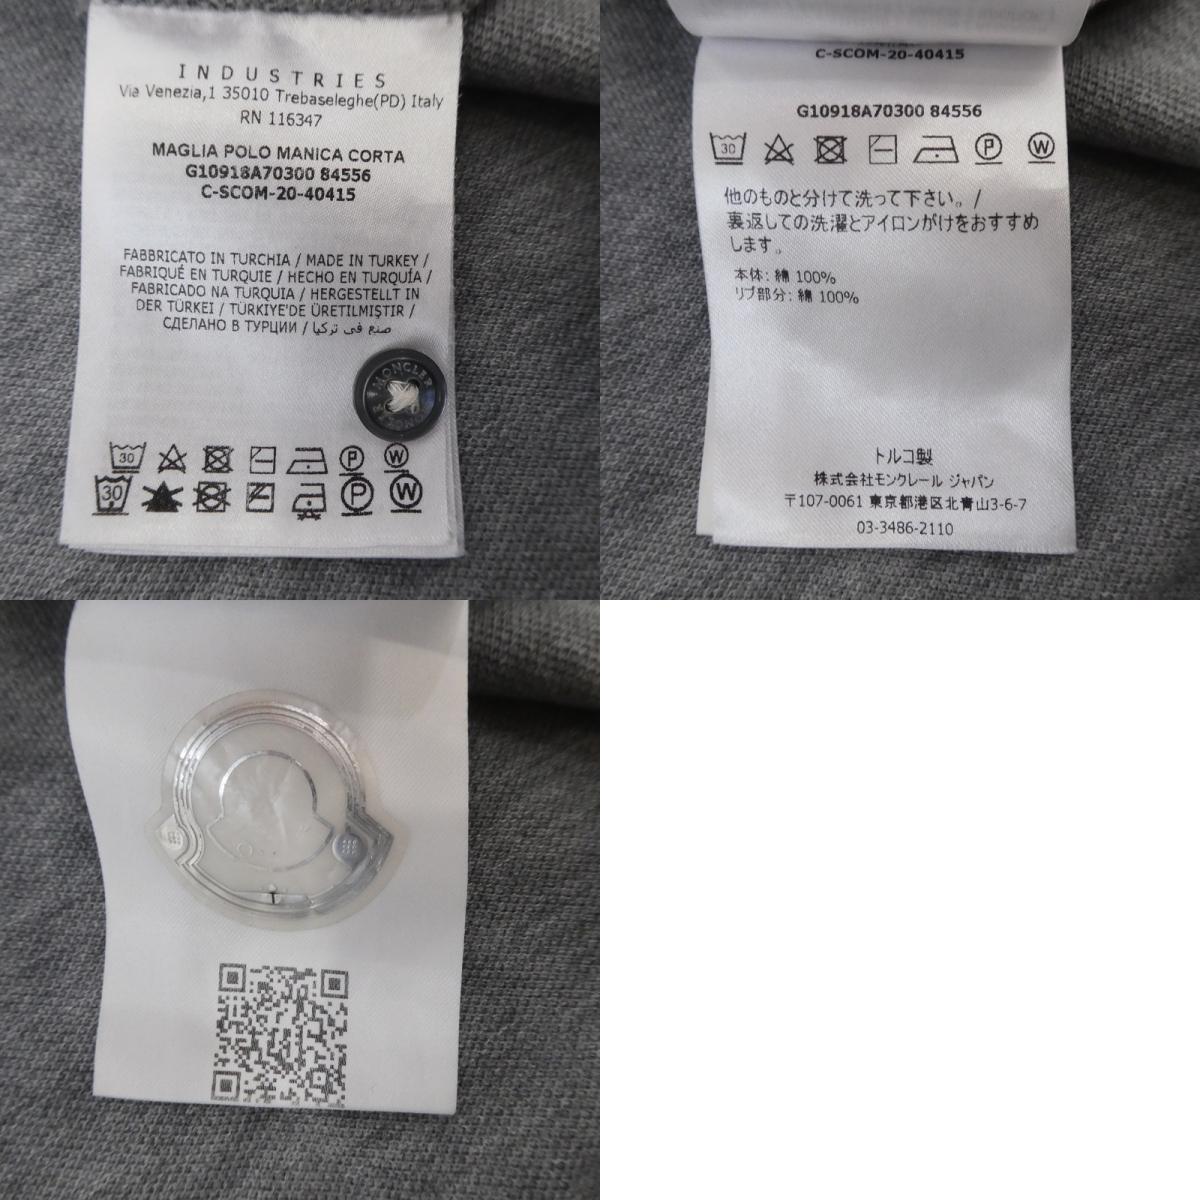 INDUSTRIES
Via Venezia,1 35010 Trebaseleghe(PD) Italy
RN 116347
MAGLIA POLO MANICA CORTA
G10918A70300 84556
C-SCOM-20-40415
FABBRICATO IN TURCHIA / MADE IN TURKEY /
FABRIQUÉ EN TURQUIE / HECHO EN TURQUÍA /
FABRICADO NA TURQUIA / HERGESTELLT IN
DER TÜRKEI / TÜRKIYE'DE ÜRETILMIŞTIR /
СДЕЛАНО В ТУРЦИИ / صنع في تركيا
MONCLER
30 P W
30 P W
C-SCOM-20-40415
G10918A70300 84556
30 P W
他のものと分けて洗って下さい。/
裏返しての洗濯とアイロンがけをおすすめ
します。
本体: 綿 100%
リブ部分: 綿 100%
トルコ製
株式会社モンクレール ジャパン
〒107-0061 東京都港区北青山3-6-7
03-3486-2110